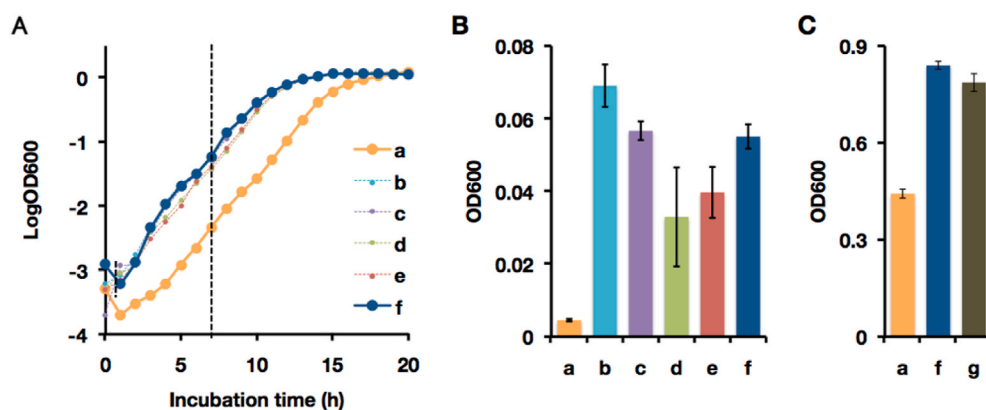 A
LogOD600
0
-1
-2
-3
-4
0
5
10
15
20
Incubation time (h)
a
b
c
d
e
f
B
OD600
0.08
0.06
0.04
0.02
0
a
b
c
d
e
f
C
OD600
0.9
0.6
0.3
0
a
f
g